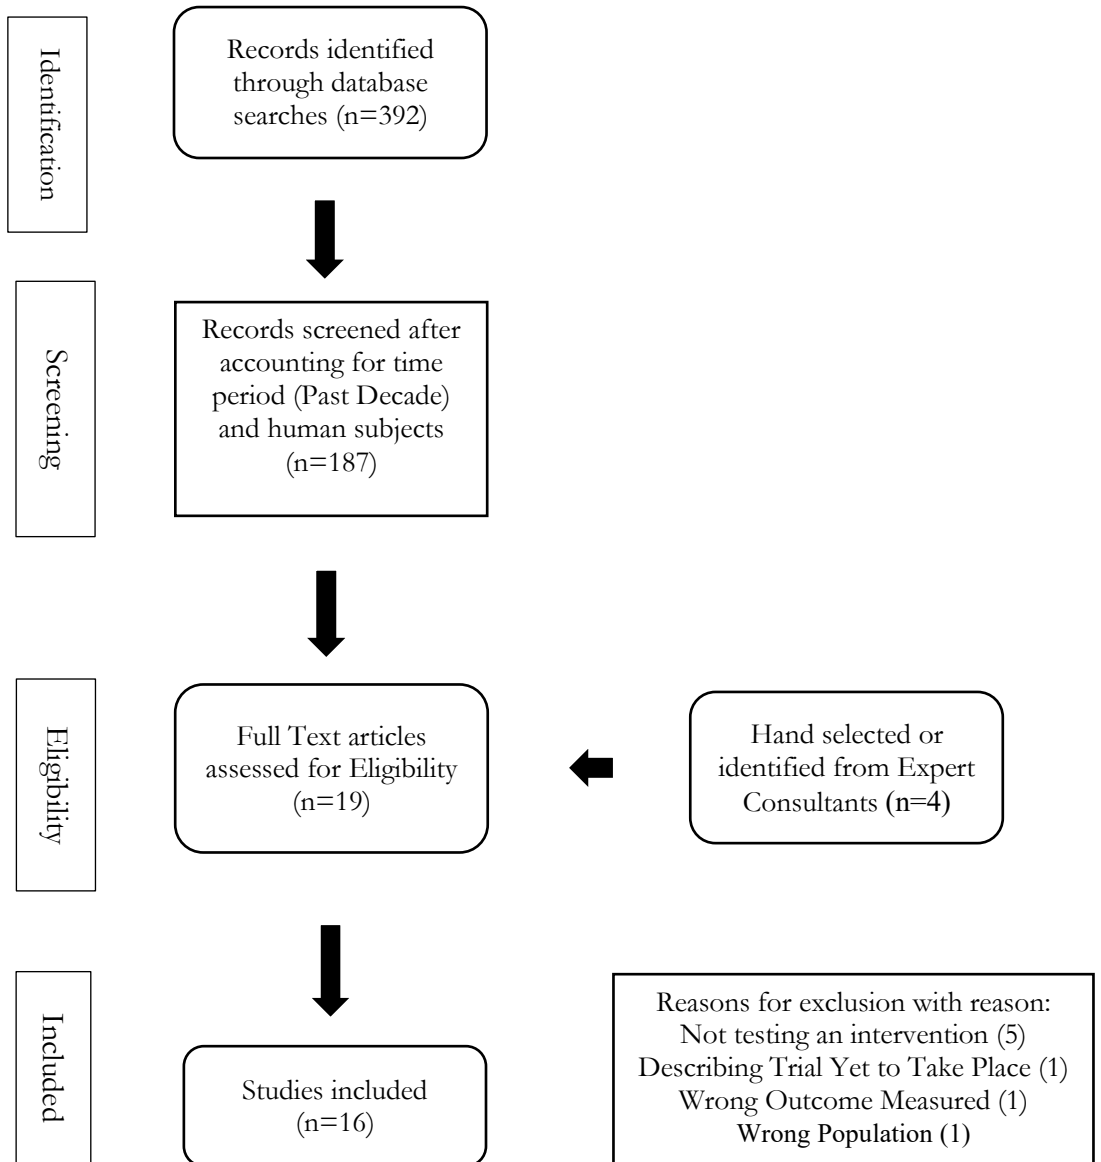 Identification
Records identified
through database
searches (n=392)
Screening
Records screened after
accounting for time
period (Past Decade)
and human subjects
(n=187)
Eligibility
Full Text articles
assessed for Eligibility
(n=19)
Hand selected or
identified from Expert
Consultants (n=4)
Included
Studies included
(n=16)
Reasons for exclusion with reason:
Not testing an intervention (5)
Describing Trial Yet to Take Place (1)
Wrong Outcome Measured (1)
Wrong Population (1)